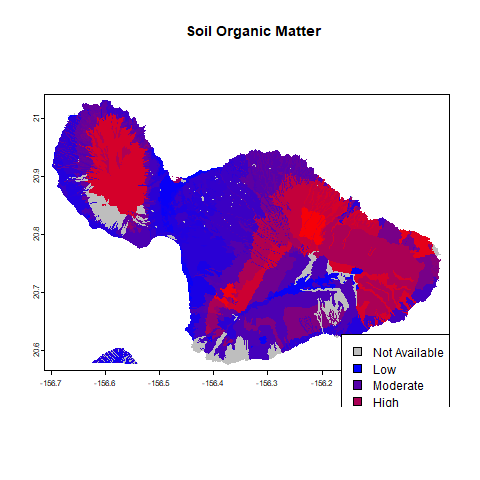 Soil Organic Matter
21
20.9
20.8
20.7
20.6
-156.7
-156.6
-156.5
-156.4
-156.3
-156.2
Not Available
Low
Moderate
High